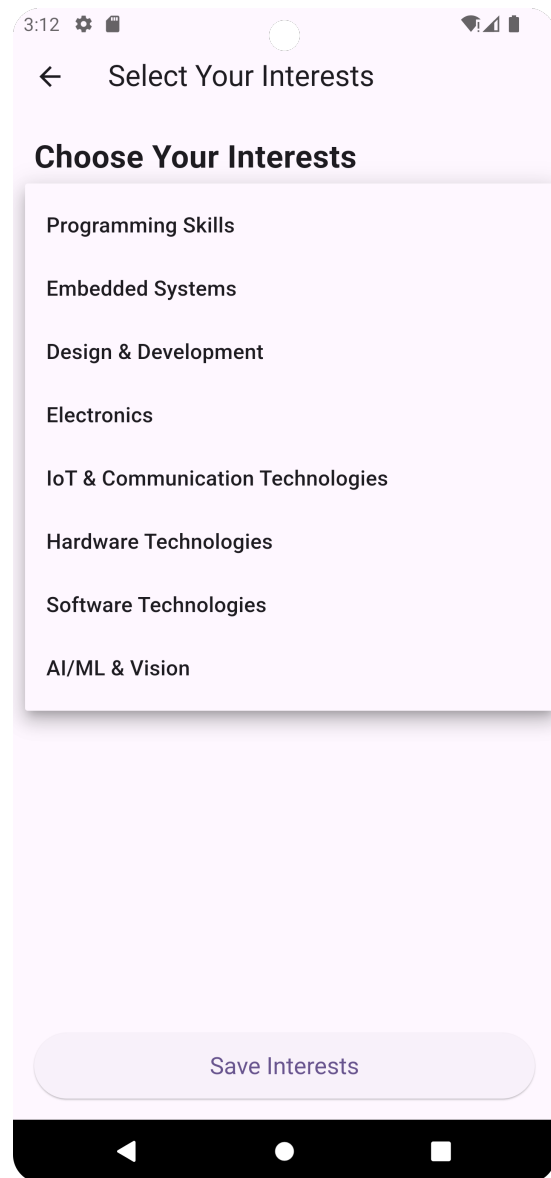 3:12
Select Your Interests
Choose Your Interests
Programming Skills
Embedded Systems
Design & Development
Electronics
IoT & Communication Technologies
Hardware Technologies
Software Technologies
AI/ML & Vision
Save Interests